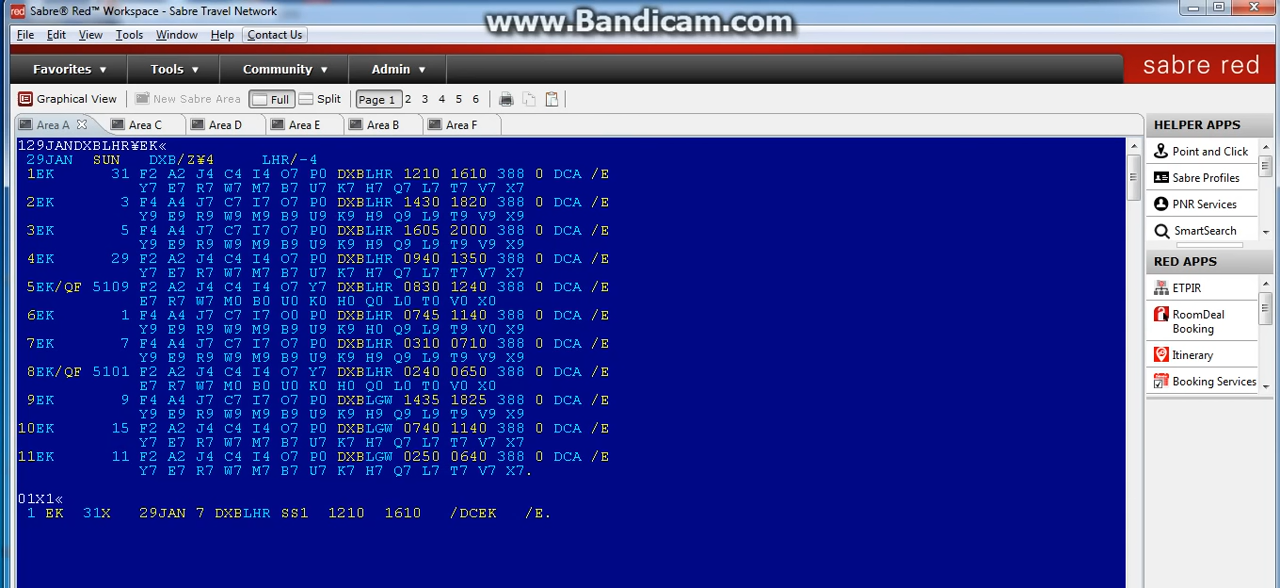 red Sabre® Red™ Workspace - Sabre Travel Network
www.Bandicam.com
File Edit View Tools Window Help Contact Us
Favorites Tools Community Admin
sabre red
Graphical View New Sabre Area Full Split Page 1 2 3 4 5 6
Area A Area C Area D Area E Area B Area F
129JANDXBLHR¥EK«
29JAN SUN DXB/Z¥4 LHR/-4
1EK 31 F2 A2 J4 C4 I4 O7 P0 DXBLHR 1210 1610 388 0 DCA /E
Y7 E7 R7 W7 M7 B7 U7 K7 H7 Q7 L7 T7 V7 X7
2EK 3 F4 A4 J7 C7 I7 O7 P0 DXBLHR 1430 1820 388 0 DCA /E
Y9 E9 R9 W9 M9 B9 U9 K9 H9 Q9 L9 T9 V9 X9
3EK 5 F4 A4 J7 C7 I7 O7 P0 DXBLHR 1605 2000 388 0 DCA /E
Y9 E9 R9 W9 M9 B9 U9 K9 H9 Q9 L9 T9 V9 X9
4EK 29 F2 A2 J4 C4 I4 O7 P0 DXBLHR 0940 1350 388 0 DCA /E
Y7 E7 R7 W7 M7 B7 U7 K7 H7 Q7 L7 T7 V7 X7
5EK/QF 5109 F2 A2 J4 C4 I4 O7 Y7 DXBLHR 0830 1240 388 0 DCA /E
E7 R7 W7 M0 B0 U0 K0 H0 Q0 L0 T0 V0 X0
6EK 1 F4 A4 J7 C7 I7 O0 P0 DXBLHR 0745 1140 388 0 DCA /E
Y9 E9 R9 W9 M9 B9 U9 K9 H0 Q9 L9 T9 V0 X9
7EK 7 F4 A4 J7 C7 I7 O7 P0 DXBLHR 0310 0710 388 0 DCA /E
Y9 E9 R9 W9 M9 B9 U9 K9 H9 Q9 L9 T9 V9 X9
8EK/QF 5101 F2 A2 J4 C4 I4 O7 Y7 DXBLHR 0240 0650 388 0 DCA /E
E7 R7 W7 M0 B0 U0 K0 H0 Q0 L0 T0 V0 X0
9EK 9 F4 A4 J7 C7 I7 O7 P0 DXBLGW 1435 1825 388 0 DCA /E
Y9 E9 R9 W9 M9 B9 U9 K9 H9 Q9 L9 T9 V9 X9
10EK 15 F2 A2 J4 C4 I4 O7 P0 DXBLGW 0740 1140 388 0 DCA /E
Y7 E7 R7 W7 M7 B7 U7 K7 H7 Q7 L7 T7 V7 X7
11EK 11 F2 A2 J4 C4 I4 O7 P0 DXBLGW 0250 0640 388 0 DCA /E
Y7 E7 R7 W7 M7 B7 U7 K7 H7 Q7 L7 T7 V7 X7.
01X1«
1 EK 31X 29JAN 7 DXBLHR SS1 1210 1610 /DCEK /E.
HELPER APPS
Point and Click
Sabre Profiles
PNR Services
SmartSearch
RED APPS
ETPIR
RoomDeal
Booking
Itinerary
Booking Services